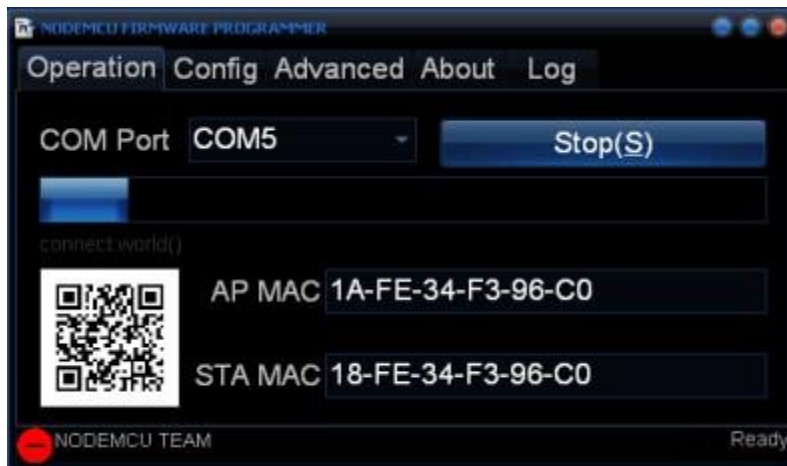 NODEMCU FIRMWARE PROGRAMMER
Operation Config Advanced About Log
COM Port COM5 Stop(S)
connect.world()
AP MAC 1A-FE-34-F3-96-C0
STA MAC 18-FE-34-F3-96-C0
NODEMCU TEAM Ready